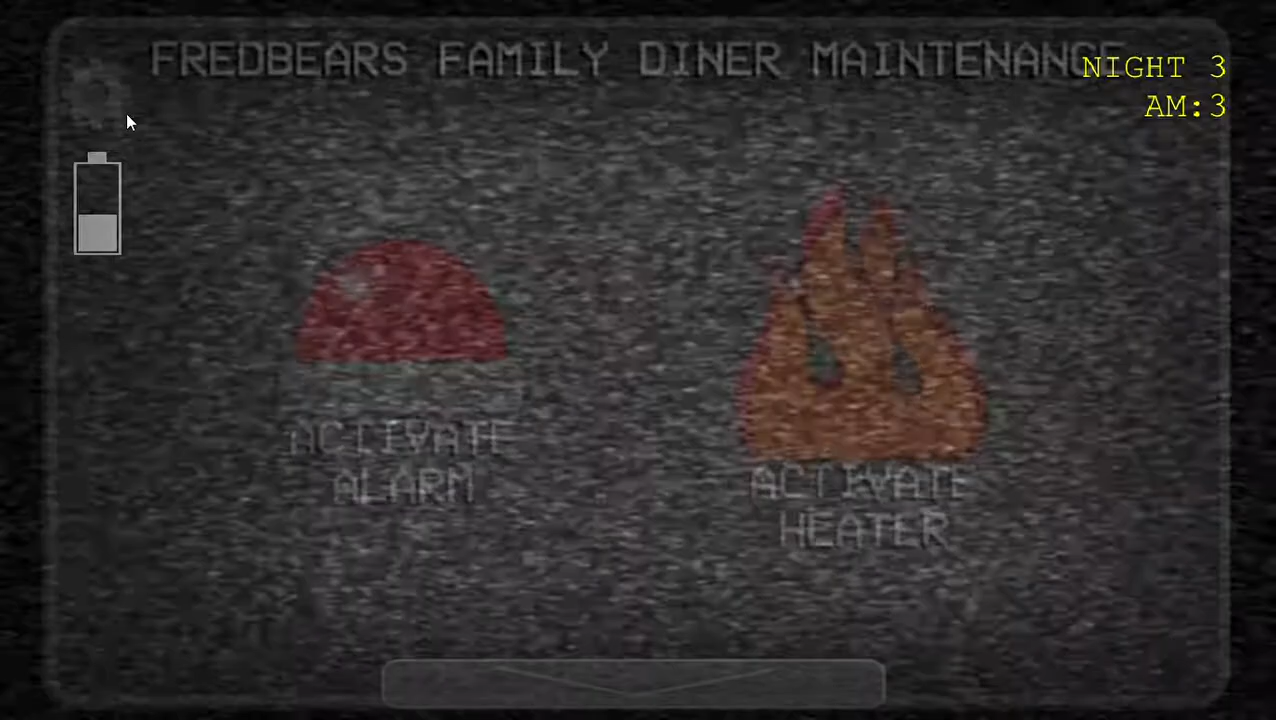 FREDBEARS FAMILY DINER MAINTENANCE
NIGHT 3
AM:3
ACTIVATE
ALARM
ACTIVATE
HEATER